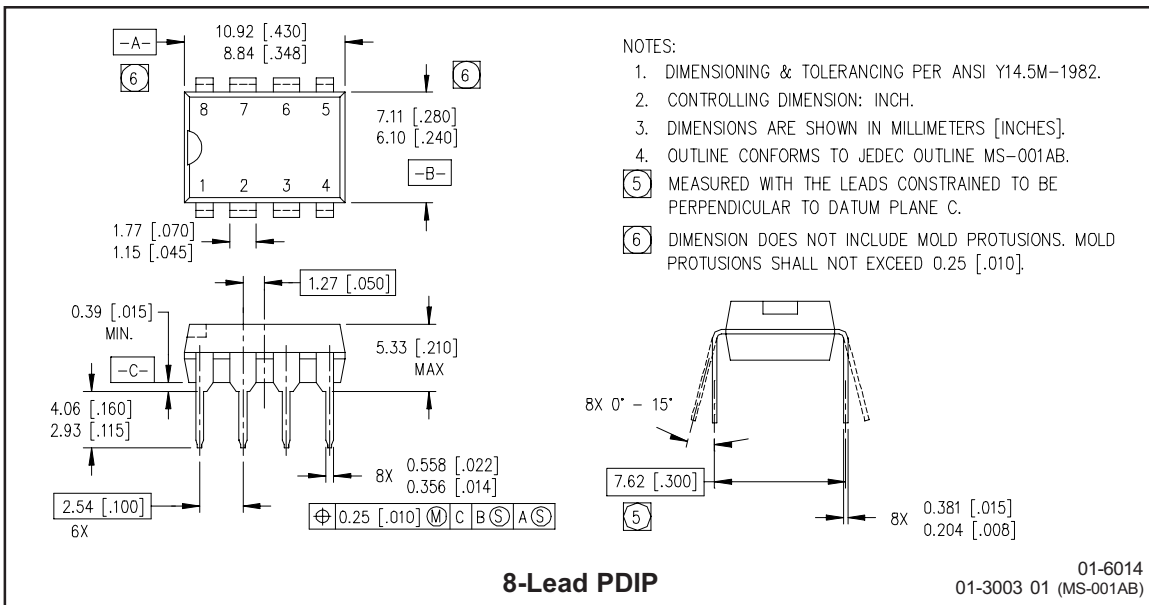 -A-
10.92 [.430]
8.84 [.348]
6
6
8 7 6 5
1 2 3 4
7.11 [.280]
6.10 [.240]
-B-
1.77 [.070]
1.15 [.045]
1.27 [.050]
0.39 [.015]
MIN.
-C-
5.33 [.210]
MAX
4.06 [.160]
2.93 [.115]
2.54 [.100]
6X
8X 0.558 [.022]
0.356 [.014]
⌖ 0.25 [.010] Ⓜ C B Ⓢ A Ⓢ
NOTES:
1. DIMENSIONING & TOLERANCING PER ANSI Y14.5M-1982.
2. CONTROLLING DIMENSION: INCH.
3. DIMENSIONS ARE SHOWN IN MILLIMETERS [INCHES].
4. OUTLINE CONFORMS TO JEDEC OUTLINE MS-001AB.
5 MEASURED WITH THE LEADS CONSTRAINED TO BE
PERPENDICULAR TO DATUM PLANE C.
6 DIMENSION DOES NOT INCLUDE MOLD PROTUSIONS. MOLD
PROTUSIONS SHALL NOT EXCEED 0.25 [.010].
8X 0° - 15°
7.62 [.300]
5
8X 0.381 [.015]
0.204 [.008]
8-Lead PDIP
01-6014
01-3003 01 (MS-001AB)